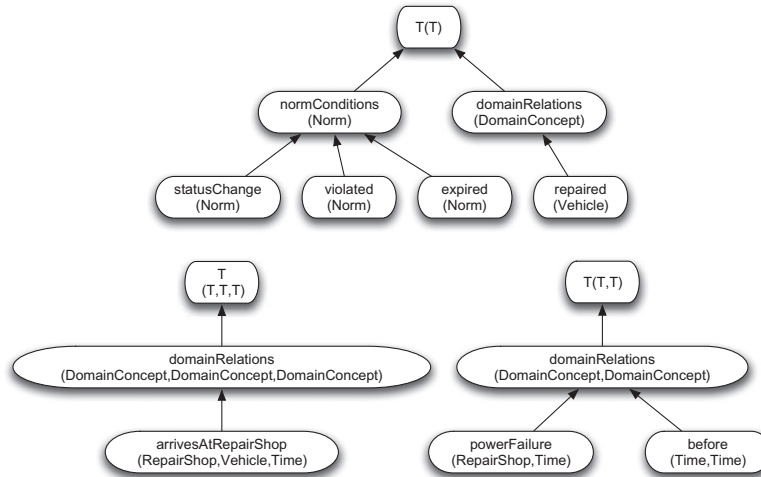 T(T)
normConditions
(Norm)
domainRelations
(DomainConcept)
statusChange
(Norm)
violated
(Norm)
expired
(Norm)
repaired
(Vehicle)
T
(T,T,T)
T(T,T)
domainRelations
(DomainConcept,DomainConcept,DomainConcept)
domainRelations
(DomainConcept,DomainConcept)
arrivesAtRepairShop
(RepairShop,Vehicle,Time)
powerFailure
(RepairShop,Time)
before
(Time,Time)